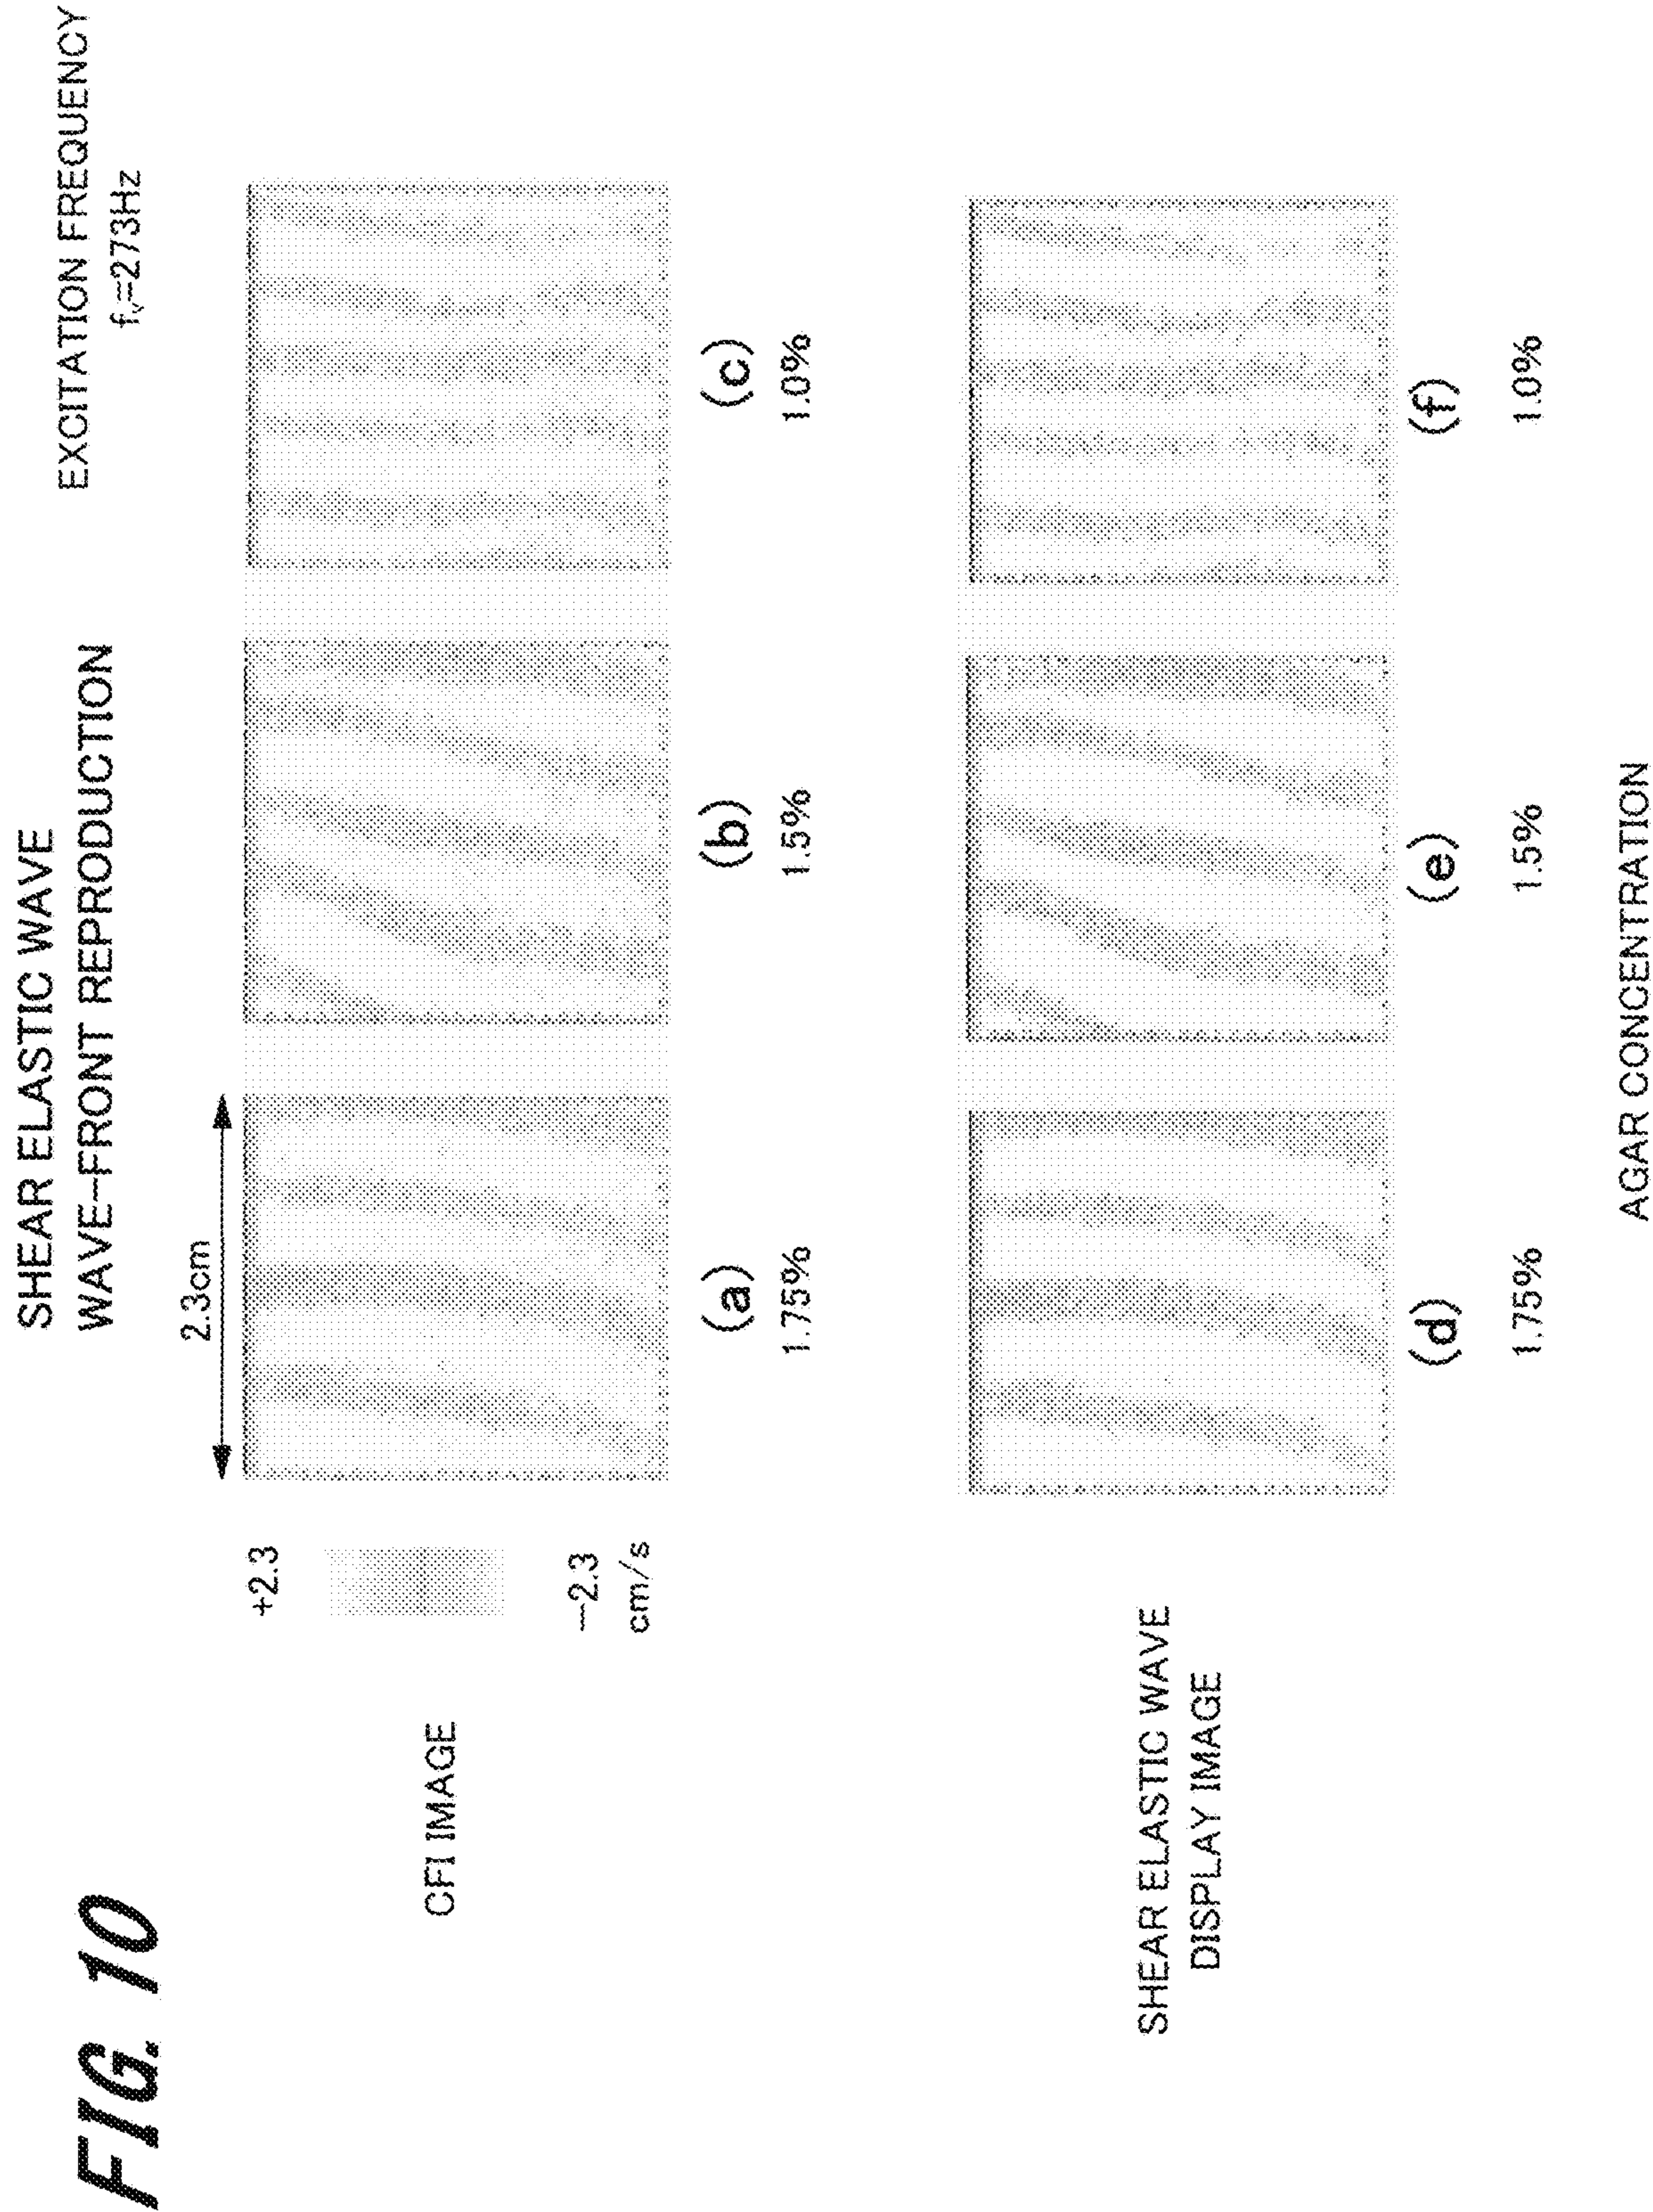 FIG. 10
SHEAR ELASTIC WAVE
WAVE-FRONT REPRODUCTION
EXCITATION FREQUENCY
fv=273Hz
2.3cm
+2.3
−2.3
cm/s
CFI IMAGE
(a)
1.75%
(b)
1.5%
(c)
1.0%
SHEAR ELASTIC WAVE
DISPLAY IMAGE
(d)
1.75%
(e)
1.5%
(f)
1.0%
AGAR CONCENTRATION